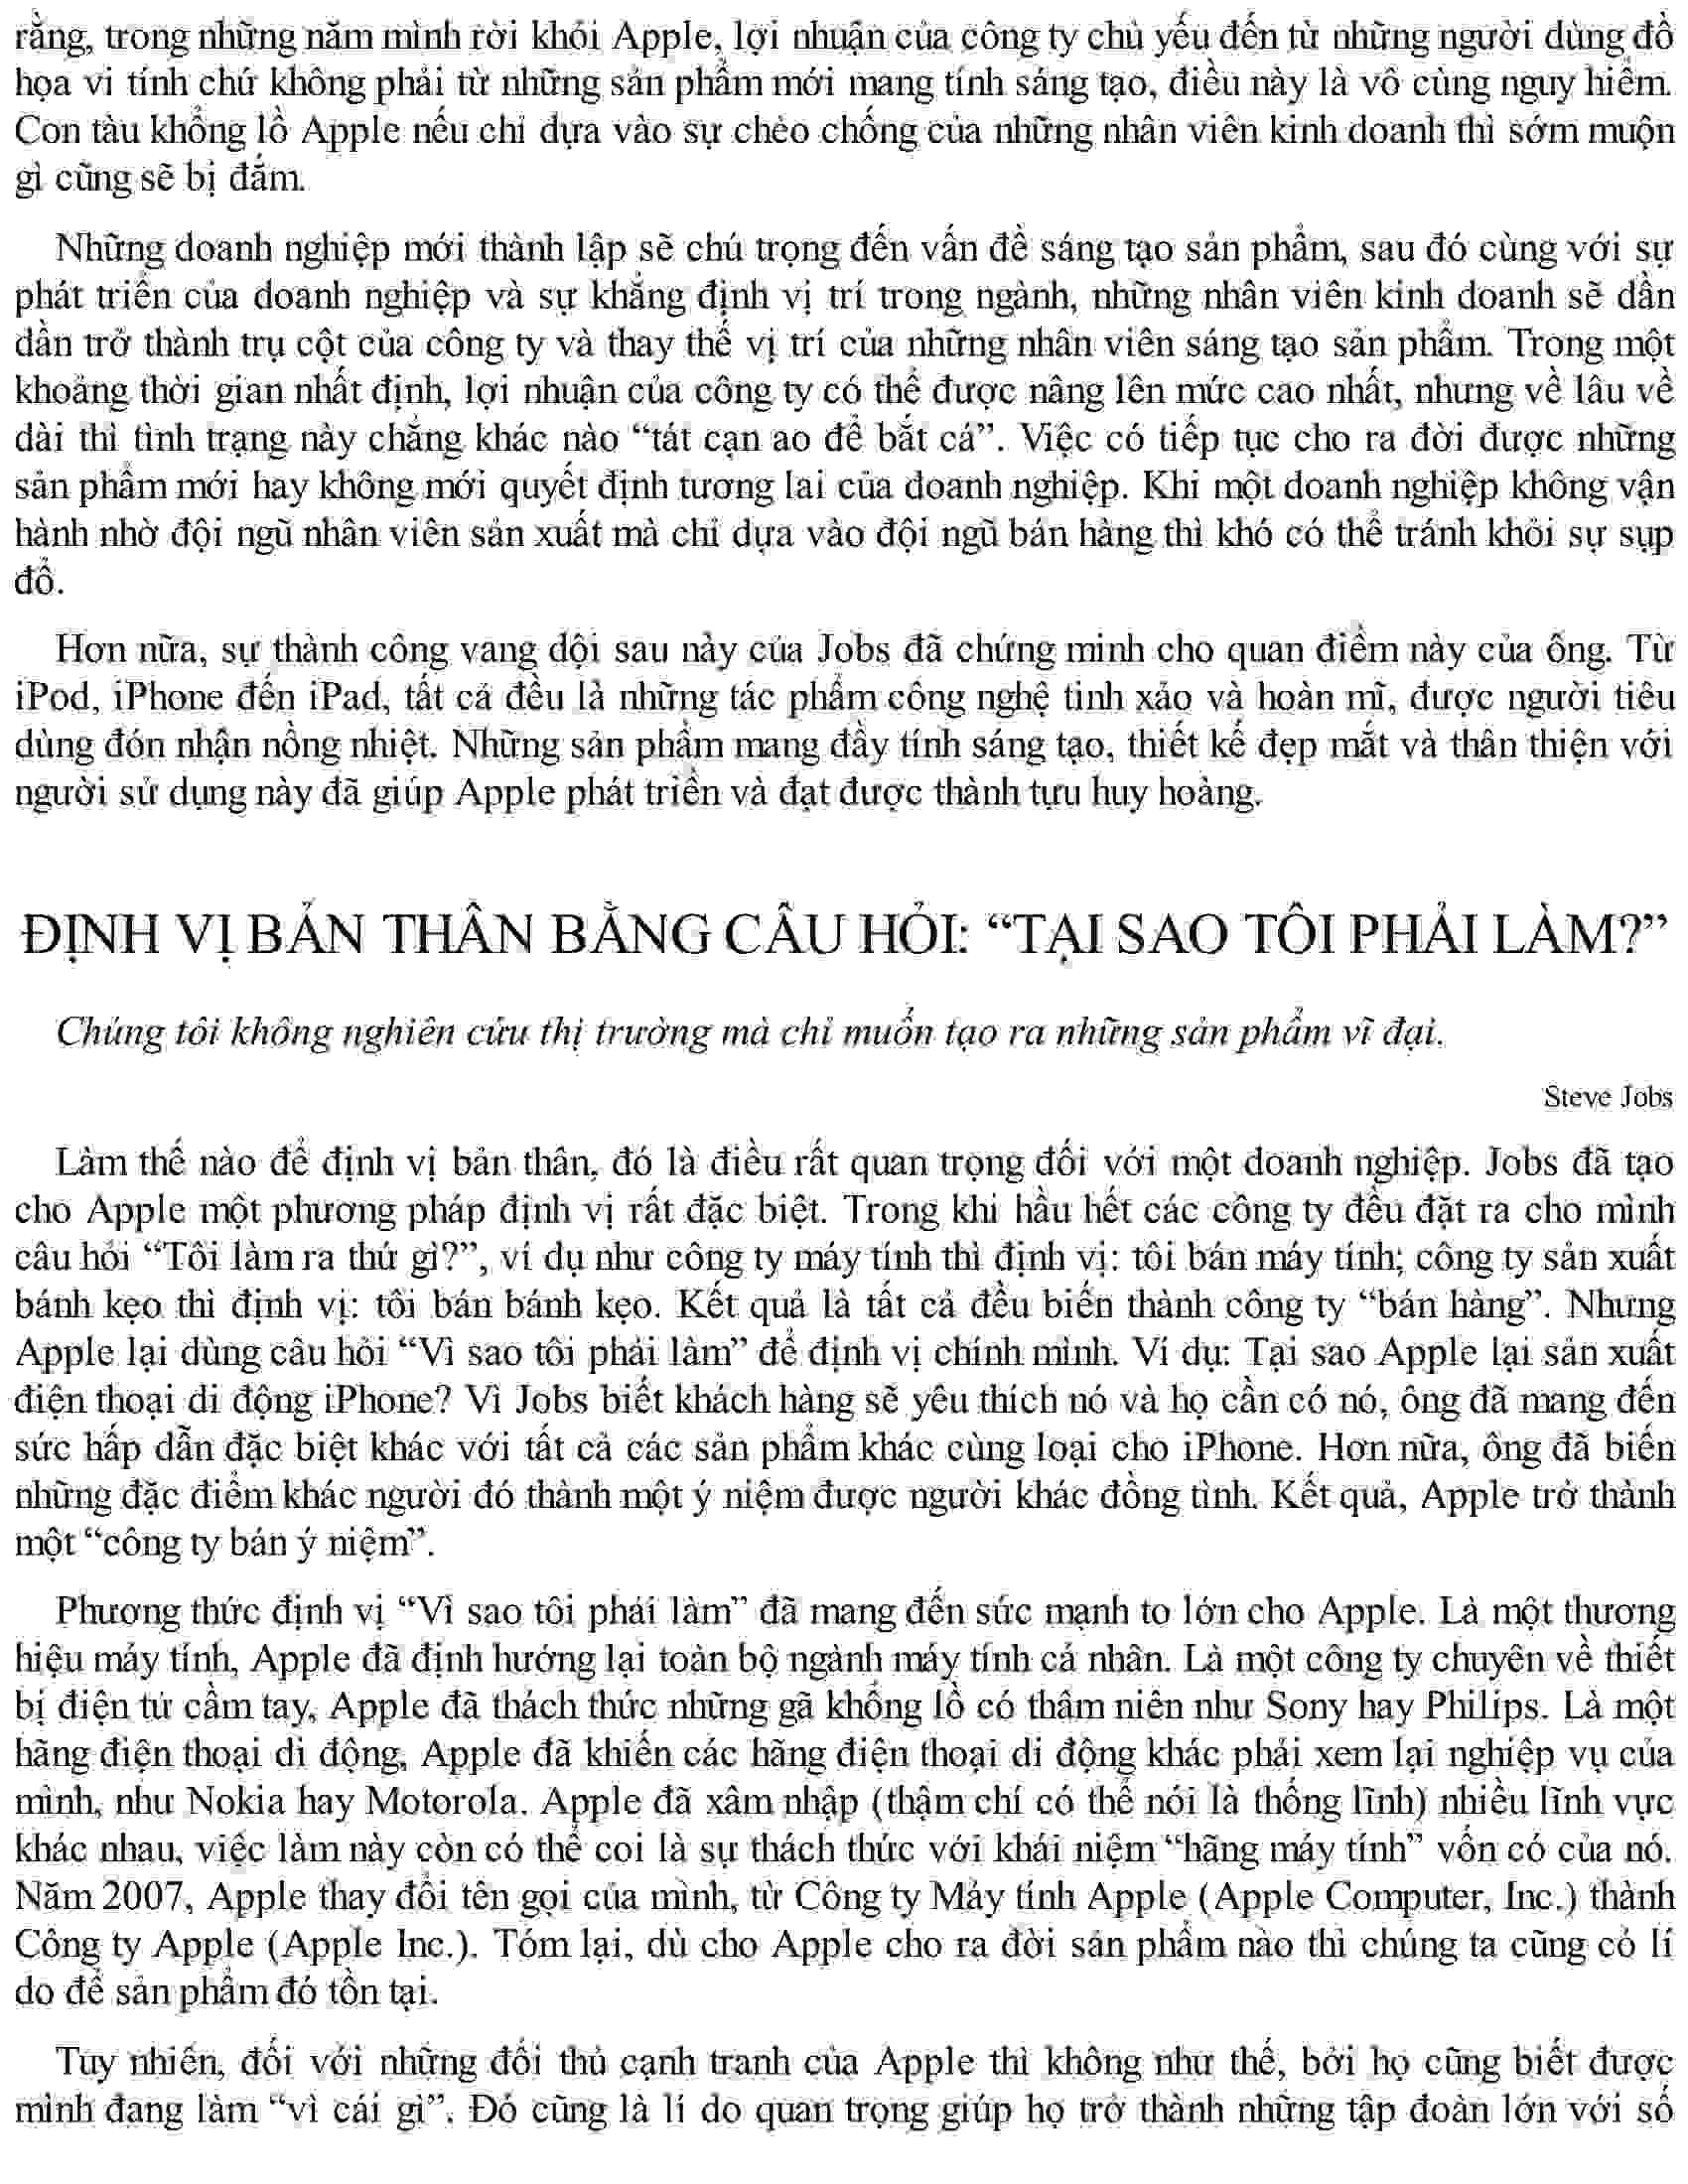 rằng, trong những năm mình rời khỏi Apple, lợi nhuận của công ty chủ yếu đến từ những người dùng đồ
họa vi tính chứ không phải từ những sản phẩm mới mang tính sáng tạo, điều này là vô cùng nguy hiểm.
Con tàu khổng lồ Apple nếu chỉ dựa vào sự chèo chống của những nhân viên kinh doanh thì sớm muộn
gì cũng sẽ bị đắm.
Những doanh nghiệp mới thành lập sẽ chú trọng đến vấn đề sáng tạo sản phẩm, sau đó cùng với sự
phát triển của doanh nghiệp và sự khẳng định vị trí trong ngành, những nhân viên kinh doanh sẽ dần
dần trở thành trụ cột của công ty và thay thế vị trí của những nhân viên sáng tạo sản phẩm. Trong một
khoảng thời gian nhất định, lợi nhuận của công ty có thể được nâng lên mức cao nhất, nhưng về lâu về
dài thì tình trạng này chẳng khác nào “tát cạn ao để bắt cá”. Việc có tiếp tục cho ra đời được những
sản phẩm mới hay không mới quyết định tương lai của doanh nghiệp. Khi một doanh nghiệp không vận
hành nhờ đội ngũ nhân viên sản xuất mà chỉ dựa vào đội ngũ bán hàng thì khó có thể tránh khỏi sự sụp
đổ.
Hơn nữa, sự thành công vang dội sau này của Jobs đã chứng minh cho quan điểm này của ông. Từ
iPod, iPhone đến iPad, tất cả đều là những tác phẩm công nghệ tinh xảo và hoàn mĩ, được người tiêu
dùng đón nhận nồng nhiệt. Những sản phẩm mang đầy tính sáng tạo, thiết kế đẹp mắt và thân thiện với
người sử dụng này đã giúp Apple phát triển và đạt được thành tựu huy hoàng.
ĐỊNH VỊ BẢN THÂN BẰNG CÂU HỎI: “TẠI SAO TÔI PHẢI LÀM?”
Chúng tôi không nghiên cứu thị trường mà chỉ muốn tạo ra những sản phẩm vĩ đại.
Steve Jobs
Làm thế nào để định vị bản thân, đó là điều rất quan trọng đối với một doanh nghiệp. Jobs đã tạo
cho Apple một phương pháp định vị rất đặc biệt. Trong khi hầu hết các công ty đều đặt ra cho mình
câu hỏi “Tôi làm ra thứ gì?”, ví dụ như công ty máy tính thì định vị: tôi bán máy tính; công ty sản xuất
bánh kẹo thì định vị: tôi bán bánh kẹo. Kết quả là tất cả đều biến thành công ty “bán hàng”. Nhưng
Apple lại dùng câu hỏi “Vì sao tôi phải làm” để định vị chính mình. Ví dụ: Tại sao Apple lại sản xuất
điện thoại di động iPhone? Vì Jobs biết khách hàng sẽ yêu thích nó và họ cần có nó, ông đã mang đến
sức hấp dẫn đặc biệt khác với tất cả các sản phẩm khác cùng loại cho iPhone. Hơn nữa, ông đã biến
những đặc điểm khác người đó thành một ý niệm được người khác đồng tình. Kết quả, Apple trở thành
một “công ty bán ý niệm”.
Phương thức định vị “Vì sao tôi phải làm” đã mang đến sức mạnh to lớn cho Apple. Là một thương
hiệu máy tính, Apple đã định hướng lại toàn bộ ngành máy tính cá nhân. Là một công ty chuyên về thiết
bị điện tử cầm tay, Apple đã thách thức những gã khổng lồ có thâm niên như Sony hay Philips. Là một
hãng điện thoại di động, Apple đã khiến các hãng điện thoại di động khác phải xem lại nghiệp vụ của
mình, như Nokia hay Motorola. Apple đã xâm nhập (thậm chí có thể nói là thống lĩnh) nhiều lĩnh vực
khác nhau, việc làm này còn có thể coi là sự thách thức với khái niệm “hãng máy tính” vốn có của nó.
Năm 2007, Apple thay đổi tên gọi của mình, từ Công ty Máy tính Apple (Apple Computer, Inc.) thành
Công ty Apple (Apple Inc.). Tóm lại, dù cho Apple cho ra đời sản phẩm nào thì chúng ta cũng có lí
do để sản phẩm đó tồn tại.
Tuy nhiên, đối với những đối thủ cạnh tranh của Apple thì không như thế, bởi họ cũng biết được
mình đang làm “vì cái gì”. Đó cũng là lí do quan trọng giúp họ trở thành những tập đoàn lớn với số